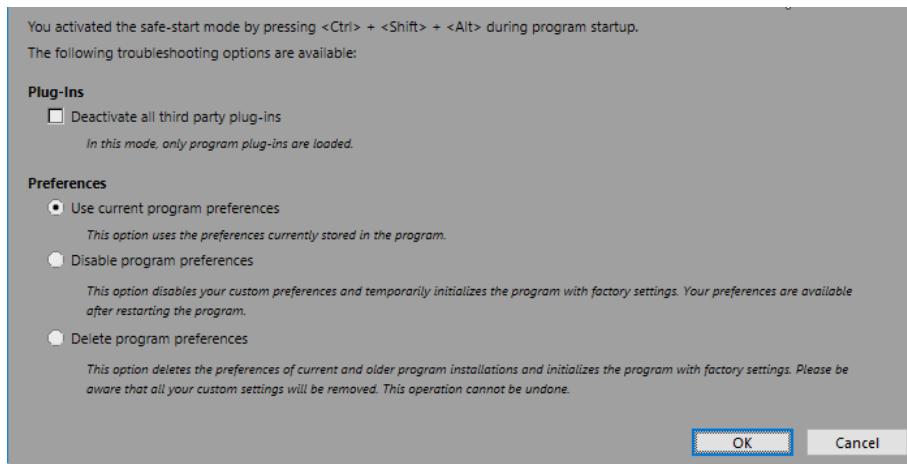 You activated the safe-start mode by pressing <Ctrl> + <Shift> + <Alt> during program startup.
The following troubleshooting options are available:
Plug-Ins
Deactivate all third party plug-ins
In this mode, only program plug-ins are loaded.
Preferences
Use current program preferences
This option uses the preferences currently stored in the program.
Disable program preferences
This option disables your custom preferences and temporarily initializes the program with factory settings. Your preferences are available
after restarting the program.
Delete program preferences
This option deletes the preferences of current and older program installations and initializes the program with factory settings. Please be
aware that all your custom settings will be removed. This operation cannot be undone.
OK Cancel